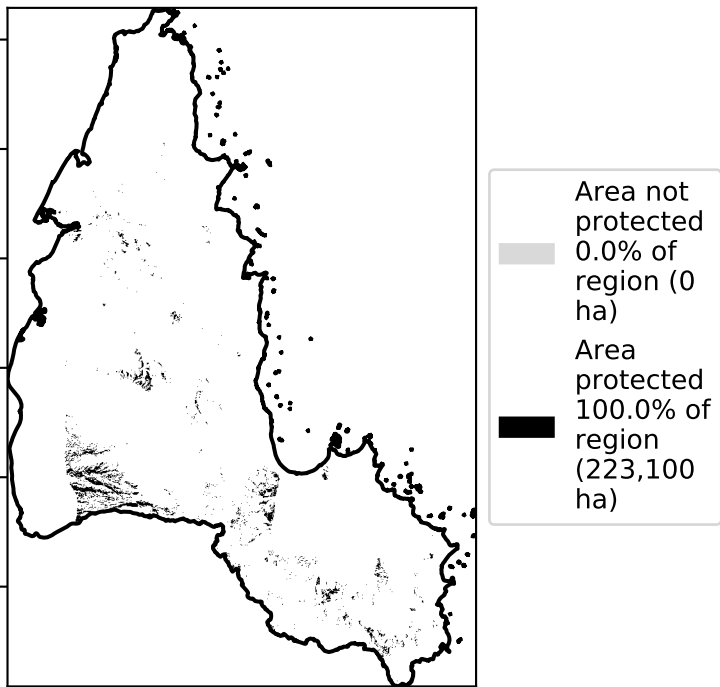 Area not
protected
0.0% of
region (0
ha)
Area
protected
100.0% of
region
(223,100
ha)